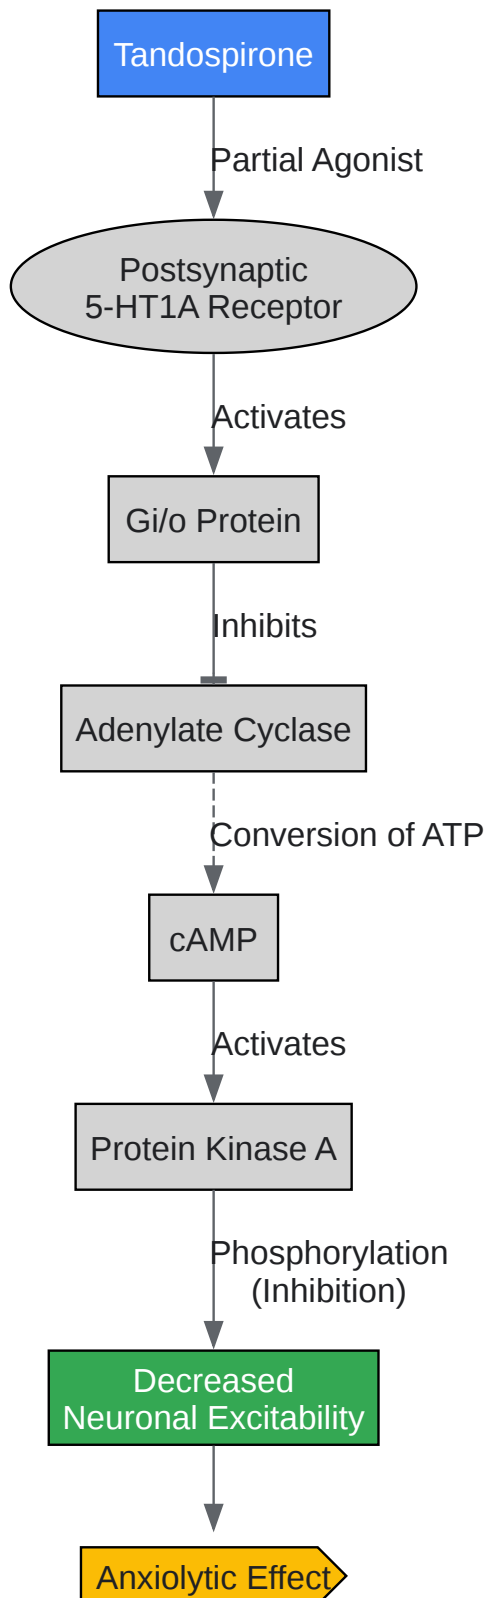 Tandospirone
Partial Agonist
Postsynaptic
5-HT1A Receptor
Activates
Gi/o Protein
Inhibits
Adenylate Cyclase
Conversion of ATP
cAMP
Activates
Protein Kinase A
Phosphorylation
(Inhibition)
Decreased
Neuronal Excitability
Anxiolytic Effect